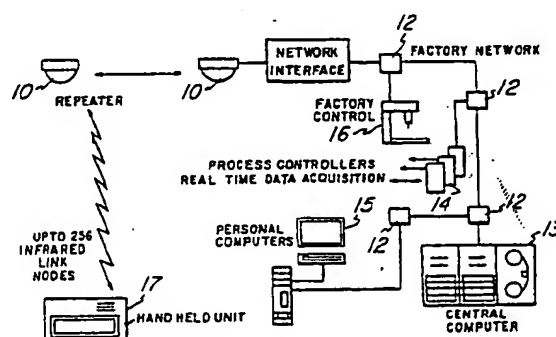 12
NETWORK
INTERFACE
FACTORY NETWORK
10
REPEATER
10
12
FACTORY
CONTROL
16
PROCESS CONTROLLERS
REAL TIME DATA ACQUISITION
14
15
PERSONAL
COMPUTERS
12
12
13
UPTO 256
INFRARED
LINK
NODES
17
HAND HELD UNIT
CENTRAL
COMPUTER